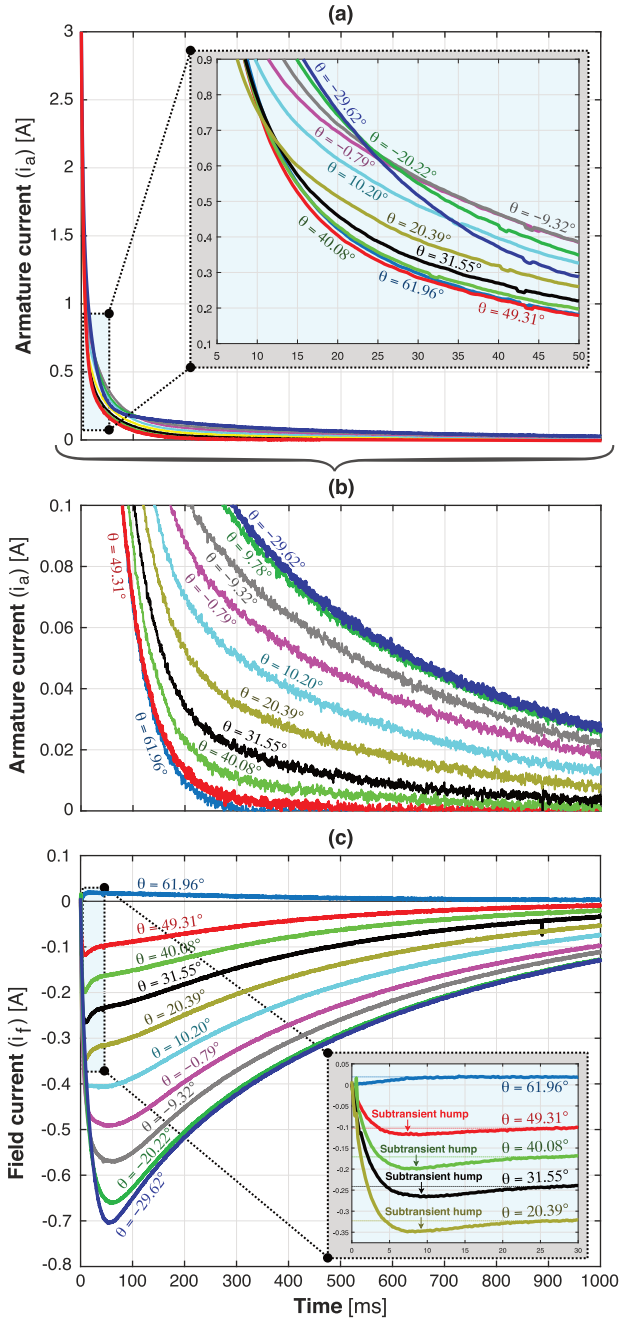 (a)
Armature current (ia) [A]
3
2.5
2
1.5
1
0.5
0
0.9
0.8
0.7
0.6
0.5
0.4
0.3
0.2
0.1
5
10
15
20
25
30
35
40
45
50
θ = −29.62°
θ = −20.22°
θ = −0.79°
θ = 10.20°
θ = −9.32°
θ = 20.39°
θ = 31.55°
θ = 40.08°
θ = 61.96°
θ = 49.31°
(b)
Armature current (ia) [A]
0.1
0.08
0.06
0.04
0.02
0
θ = −29.62°
θ = 9.78°
θ = −9.32°
θ = −0.79°
θ = 49.31°
θ = 10.20°
θ = 20.39°
θ = 31.55°
θ = 40.08°
θ = 61.96°
(c)
Field current (if) [A]
0.1
0
-0.1
-0.2
-0.3
-0.4
-0.5
-0.6
-0.7
-0.8
θ = 61.96°
θ = 49.31°
θ = 40.08°
θ = 31.55°
θ = 20.39°
θ = 10.20°
θ = −0.79°
θ = −9.32°
θ = −20.22°
θ = −29.62°
0.05
0
-0.05
-0.1
-0.15
-0.2
-0.25
-0.3
-0.35
θ = 61.96°
Subtransient hump
θ = 49.31°
Subtransient hump
θ = 40.08°
Subtransient hump
θ = 31.55°
Subtransient hump
θ = 20.39°
0
5
10
15
20
25
30
0
100
200
300
400
500
600
700
800
900
1000
Time [ms]